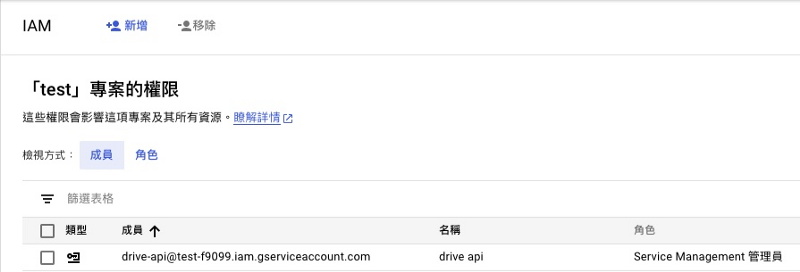 IAM 新增 移除
「test」專案的權限
這些權限會影響這項專案及其所有資源。瞭解詳情
檢視方式： 成員 角色
篩選表格
類型 成員 名稱 角色
drive-api@test-f9099.iam.gserviceaccount.com drive api Service Management 管理員